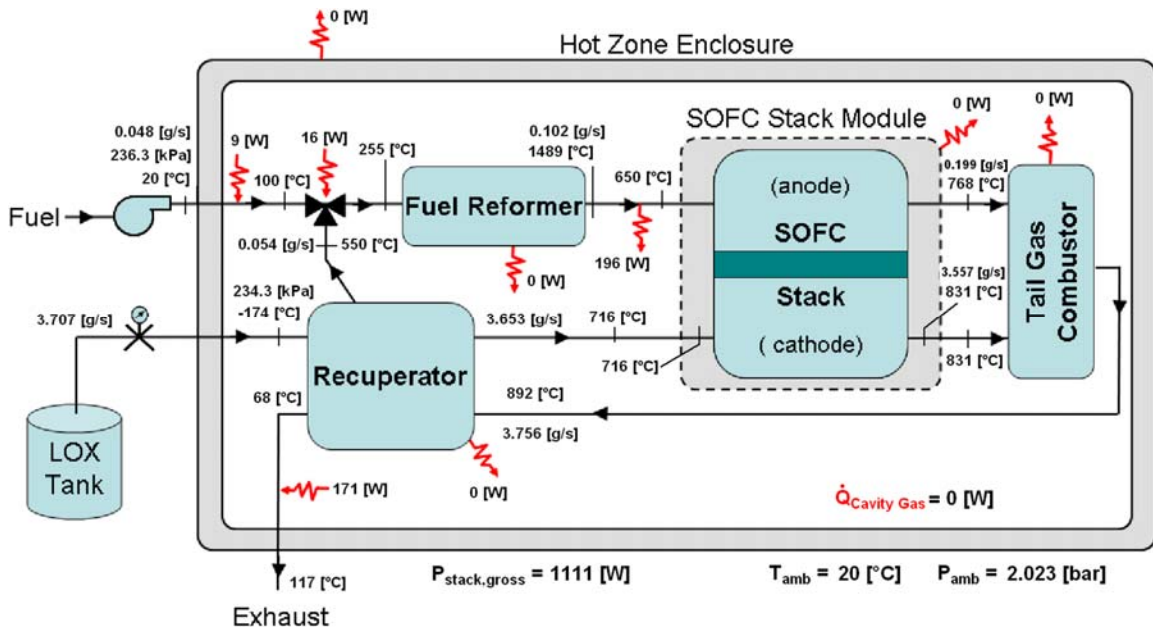 0 [W]
Hot Zone Enclosure
0.048 [g/s]
236.3 [kPa]
20 [°C]
9 [W]
16 [W]
100 [°C]
255 [°C]
0.102 [g/s]
1489 [°C]
650 [°C]
SOFC Stack Module
0 [W]
0 [W]
0.199 [g/s]
768 [°C]
Fuel
Fuel Reformer
(anode)
SOFC
Stack
( cathode)
Tail Gas
Combustor
0.054 [g/s]
550 [°C]
0 [W]
196 [W]
3.557 [g/s]
831 [°C]
3.707 [g/s]
234.3 [kPa]
-174 [°C]
3.653 [g/s]
716 [°C]
716 [°C]
831 [°C]
Recuperator
68 [°C]
892 [°C]
3.756 [g/s]
LOX
Tank
171 [W]
0 [W]
Q̇Cavity Gas = 0 [W]
117 [°C]
Pstack,gross = 1111 [W]
Tamb = 20 [°C]
Pamb = 2.023 [bar]
Exhaust